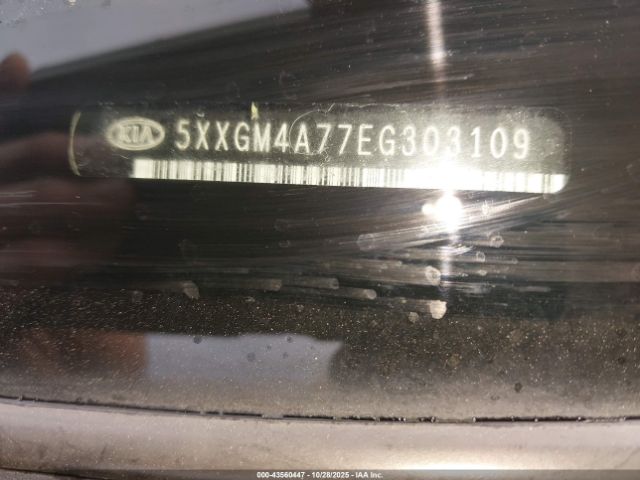 KIA 5XXGM4A77EG303109
000-43560447 | 10/28/2025 | IAA Inc.